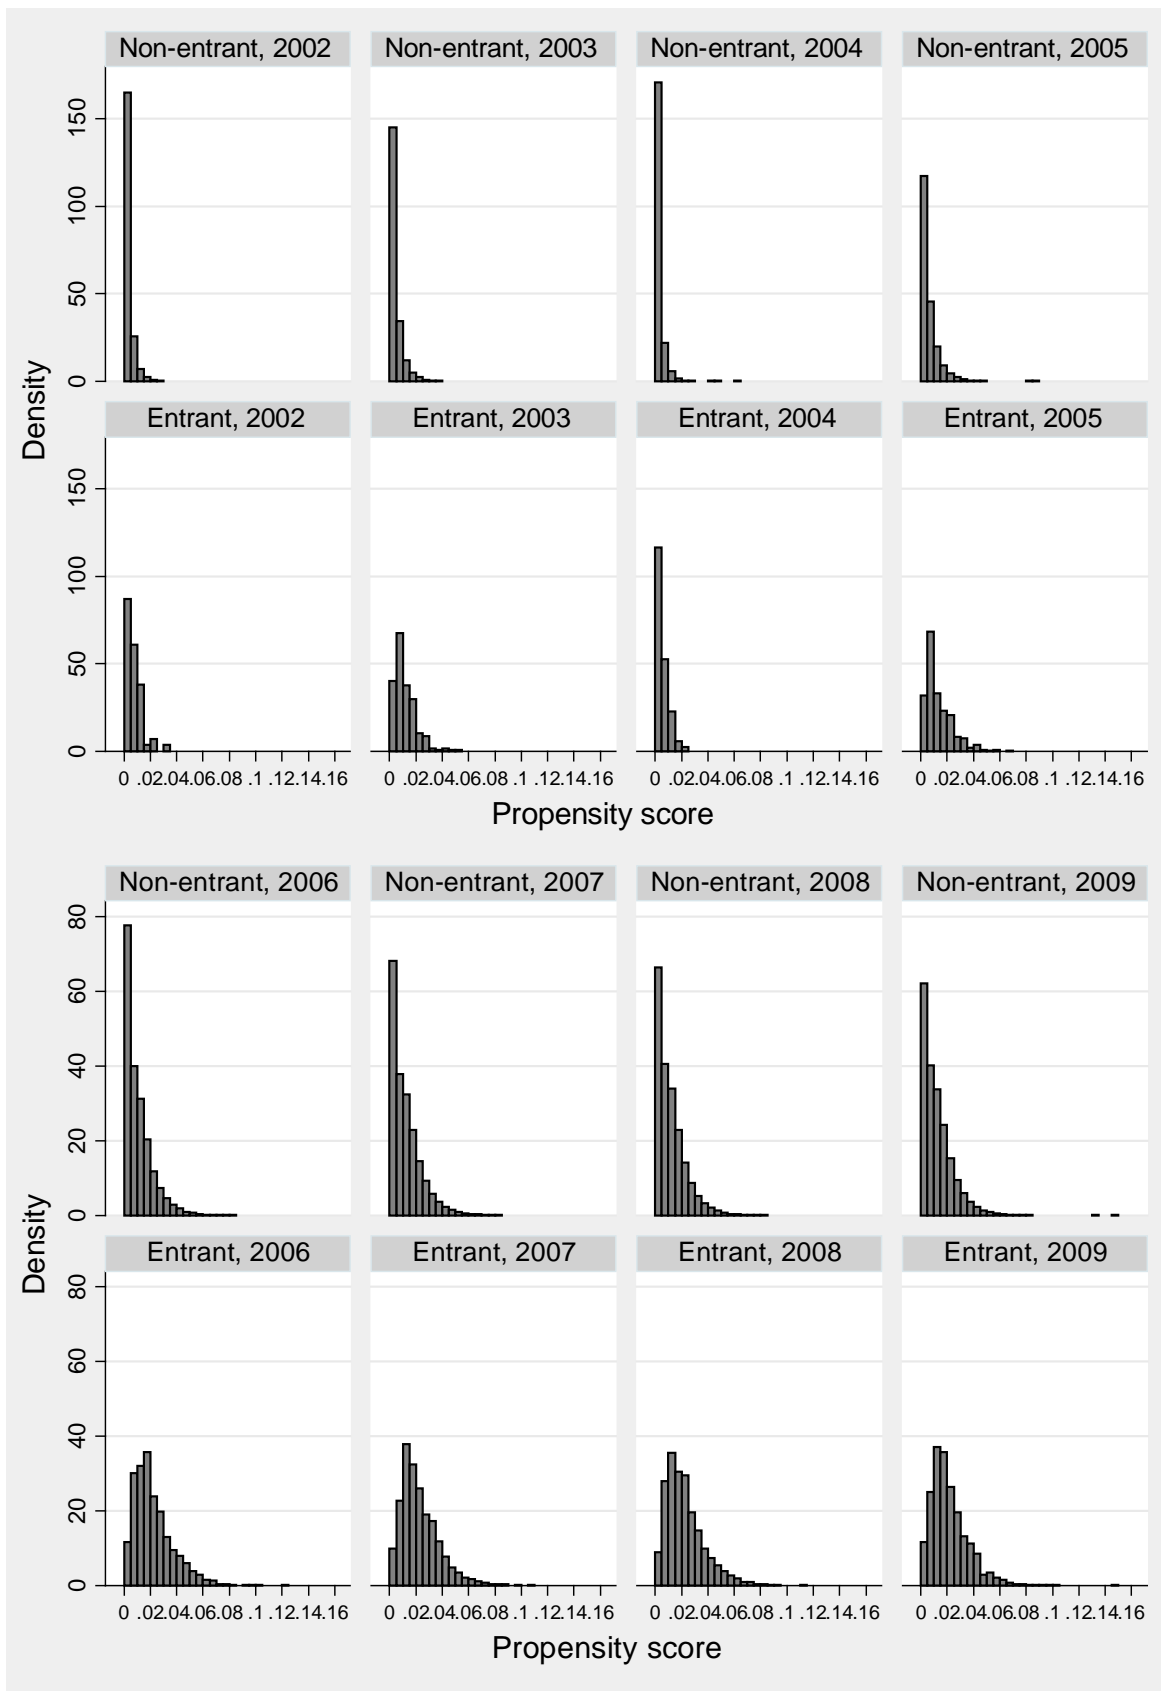 Non-entrant, 2002 Non-entrant, 2003 Non-entrant, 2004 Non-entrant, 2005
150
100
50
0
Entrant, 2002 Entrant, 2003 Entrant, 2004 Entrant, 2005
150
100
50
0
Density
0 .02.04.06.08 .1 .12.14.16 0 .02.04.06.08 .1 .12.14.16 0 .02.04.06.08 .1 .12.14.16 0 .02.04.06.08 .1 .12.14.16
Propensity score
Non-entrant, 2006 Non-entrant, 2007 Non-entrant, 2008 Non-entrant, 2009
80
60
40
20
0
Entrant, 2006 Entrant, 2007 Entrant, 2008 Entrant, 2009
80
60
40
20
0
Density
0 .02.04.06.08 .1 .12.14.16 0 .02.04.06.08 .1 .12.14.16 0 .02.04.06.08 .1 .12.14.16 0 .02.04.06.08 .1 .12.14.16
Propensity score